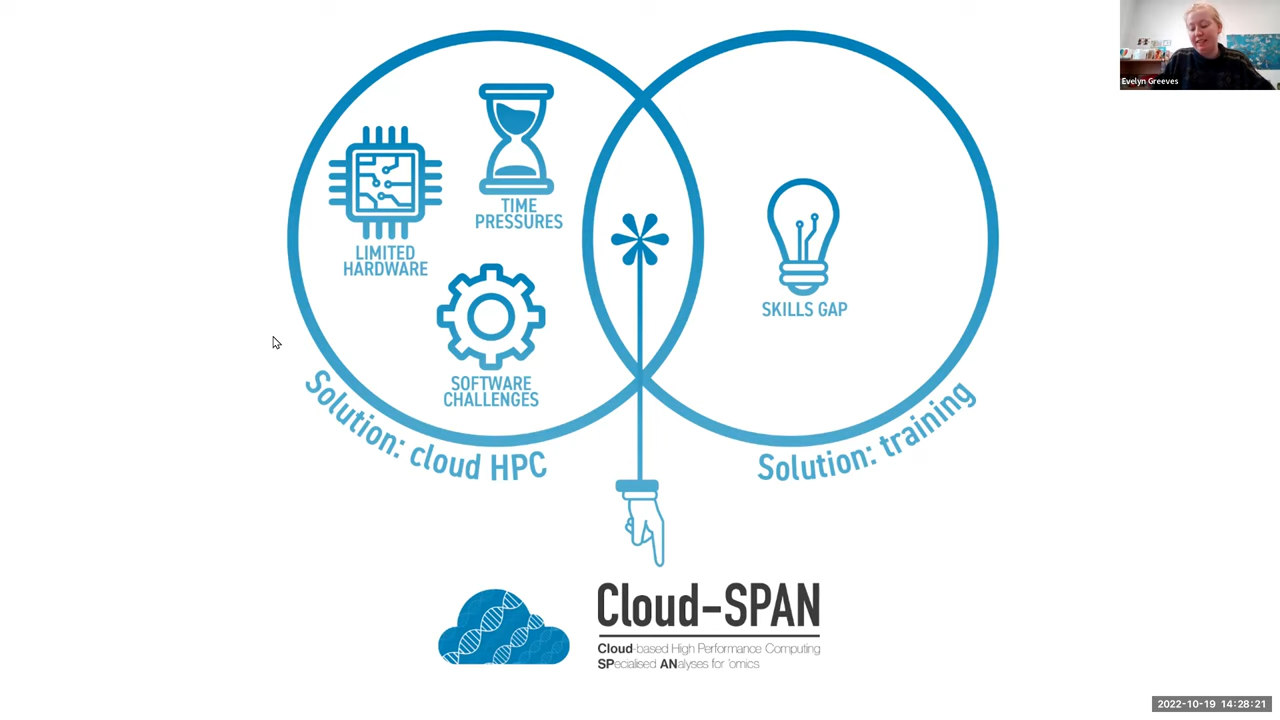 Evelyn Greeves
TIME
PRESSURES
LIMITED
HARDWARE
SOFTWARE
CHALLENGES
Solution: cloud HPC
SKILLS GAP
Solution: training
Cloud-SPAN
Cloud-based High Performance Computing
SPecialised ANalyses for 'omics
2022-10-19 14:28:21